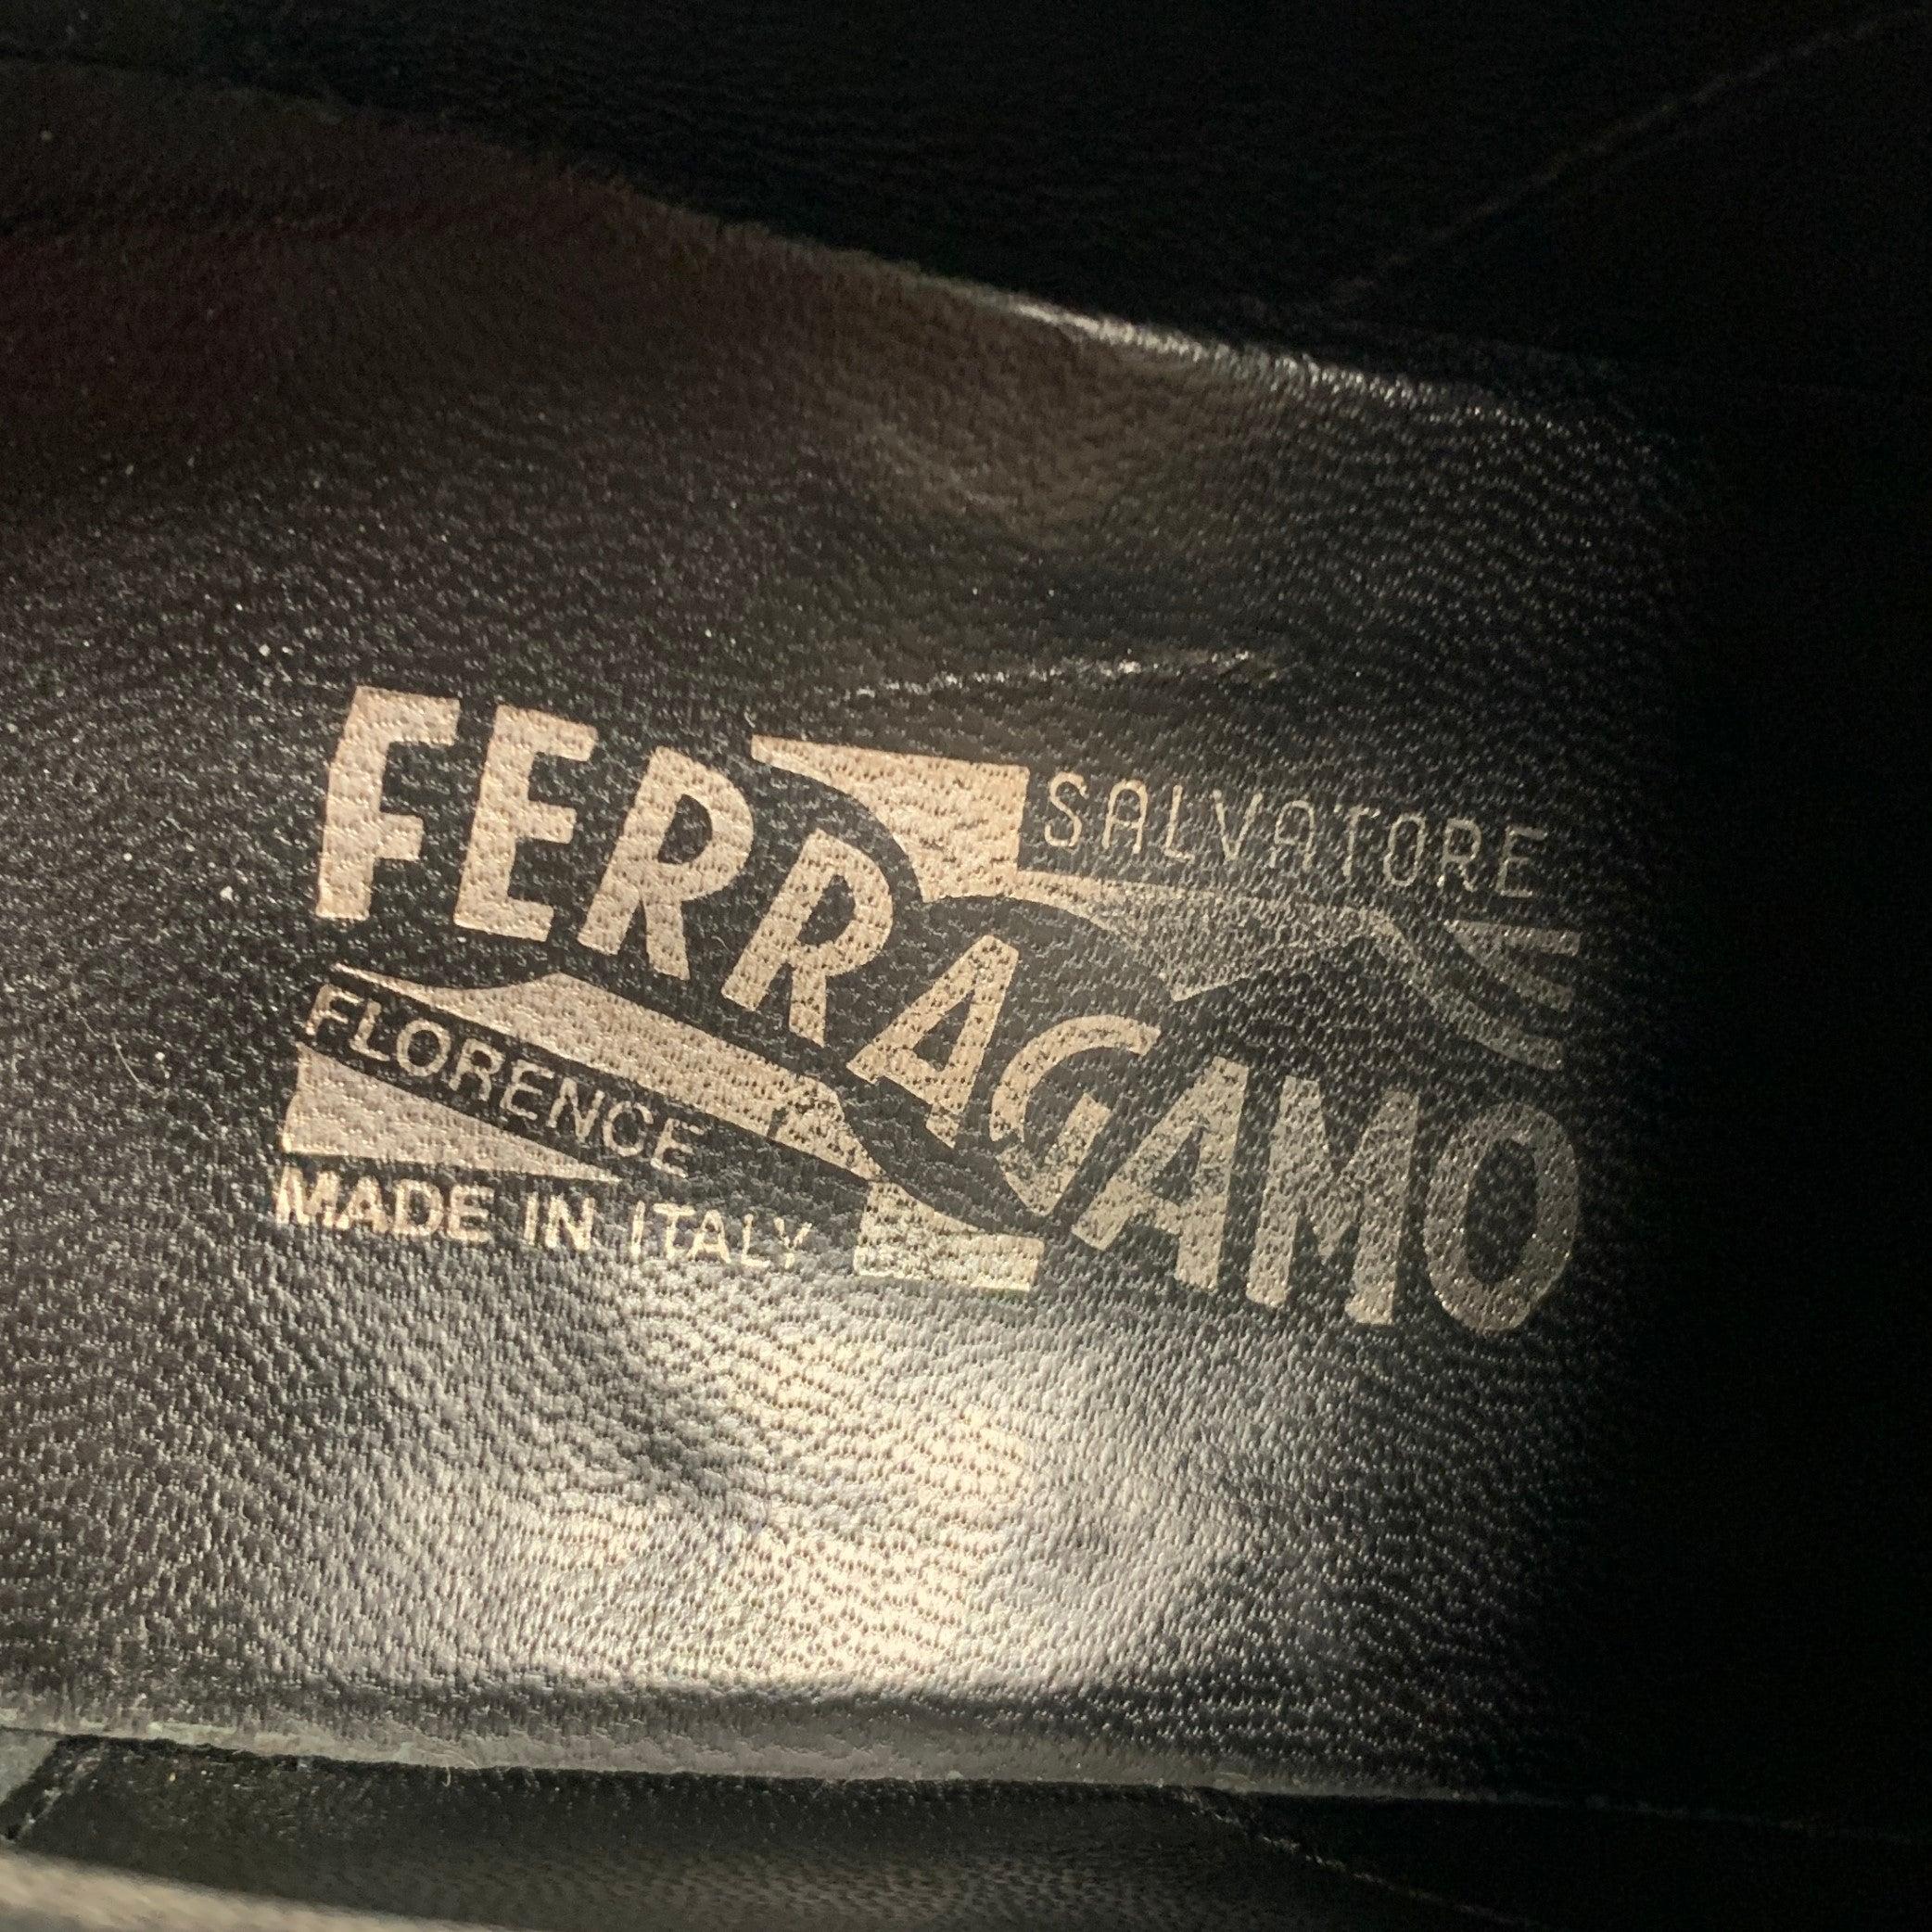 SALVATORE
FERRAGAMO
FLORENCE
MADE IN ITALY